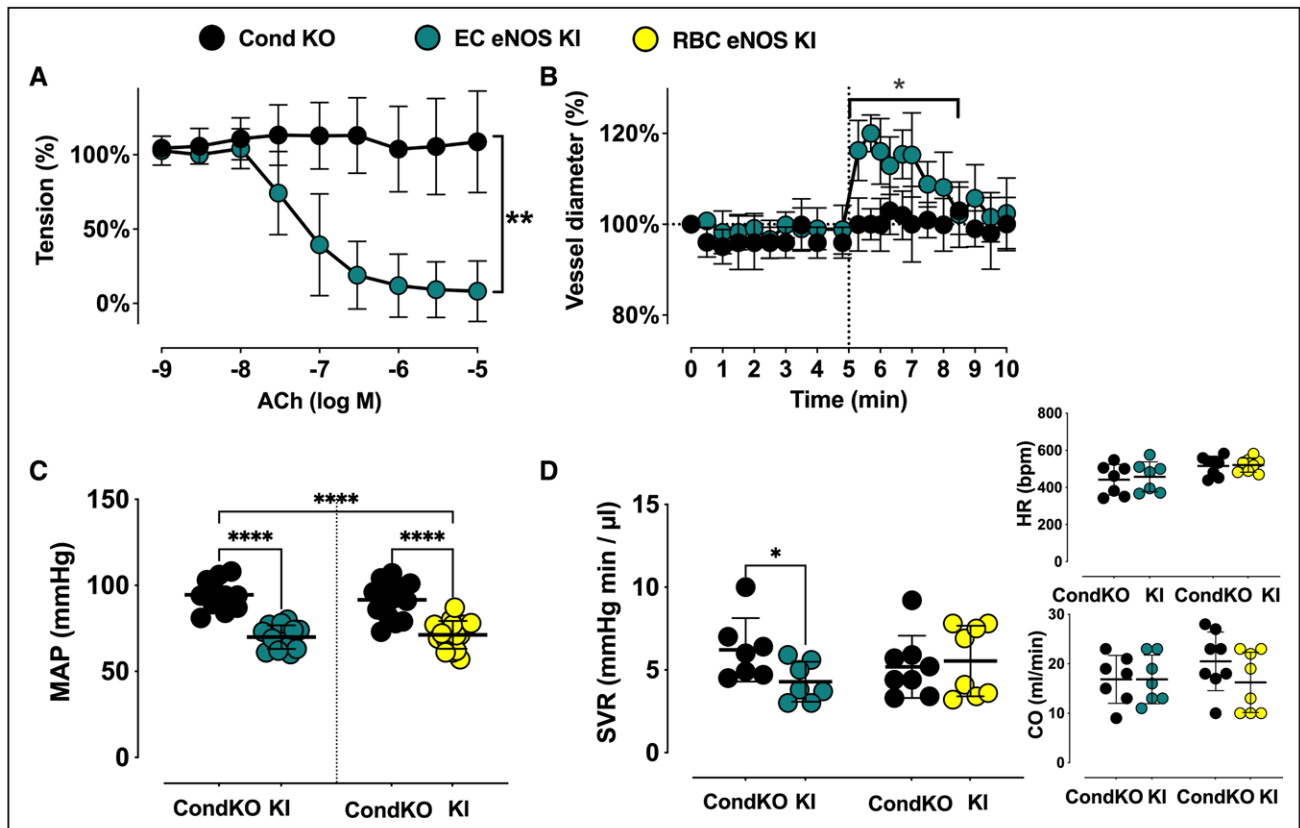 Cond KO EC eNOS KI RBC eNOS KI
A
Tension (%)
100%
50%
0%
**
-9 -8 -7 -6 -5
ACh (log M)
B
Vessel diameter (%)
120%
100%
80%
*
0 1 2 3 4 5 6 7 8 9 10
Time (min)
C
MAP (mmHg)
150
100
50
0
****
**** ****
CondKO KI CondKO KI
D
SVR (mmHg min / µl)
15
10
5
0
*
CondKO KI CondKO KI
HR (bpm)
800
600
400
200
0
CondKO KI CondKO KI
CO (ml/min)
30
20
10
0
CondKO KI CondKO KI